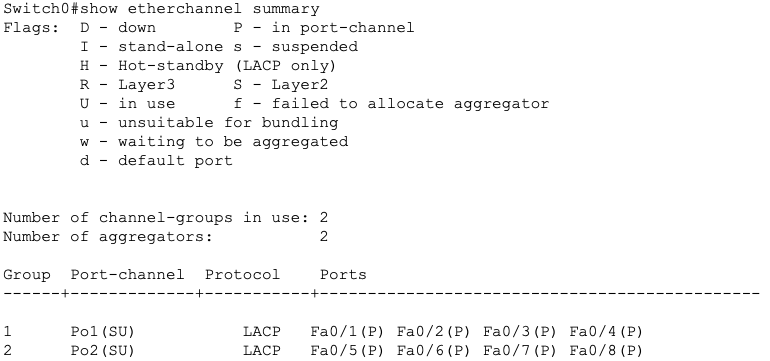 Switch0#show etherchannel summary
Flags:  D - down        P - in port-channel
        I - stand-alone s - suspended
        H - Hot-standby (LACP only)
        R - Layer3      S - Layer2
        U - in use      f - failed to allocate aggregator
        u - unsuitable for bundling
        w - waiting to be aggregated
        d - default port
Number of channel-groups in use: 2
Number of aggregators:           2
Group  Port-channel  Protocol    Ports
------+-------------+-----------+----------------------------------------------
1      Po1(SU)           LACP   Fa0/1(P) Fa0/2(P) Fa0/3(P) Fa0/4(P)
2      Po2(SU)           LACP   Fa0/5(P) Fa0/6(P) Fa0/7(P) Fa0/8(P)